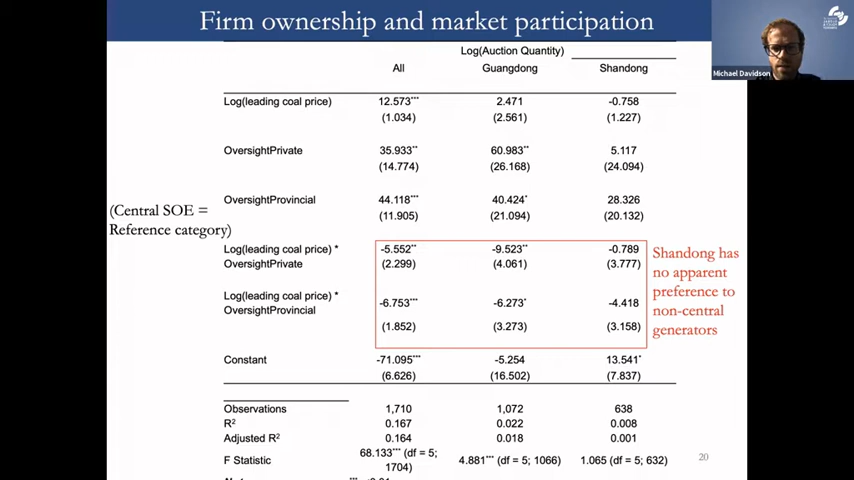 Firm ownership and market participation
Michael Davidson
Log(Auction Quantity)
All Guangdong Shandong
Log(leading coal price) 12.573*** 2.471 -0.758
(1.034) (2.561) (1.227)
OversightPrivate 35.933** 60.983** 5.117
(14.774) (26.168) (24.094)
OversightProvincial 44.118*** 40.424* 28.326
(11.905) (21.094) (20.132)
(Central SOE =
Reference category)
Log(leading coal price) * -5.552** -9.523** -0.789
OversightPrivate (2.299) (4.061) (3.777)
Log(leading coal price) * -6.753*** -6.273* -4.418
OversightProvincial
(1.852) (3.273) (3.158)
Shandong has
no apparent
preference to
non-central
generators
Constant -71.095*** -5.254 13.541*
(6.626) (16.502) (7.837)
Observations 1,710 1,072 638
R2 0.167 0.022 0.008
Adjusted R2 0.164 0.018 0.001
F Statistic 68.133*** (df = 5; 1704) 4.881*** (df = 5; 1066) 1.065 (df = 5; 632)
20